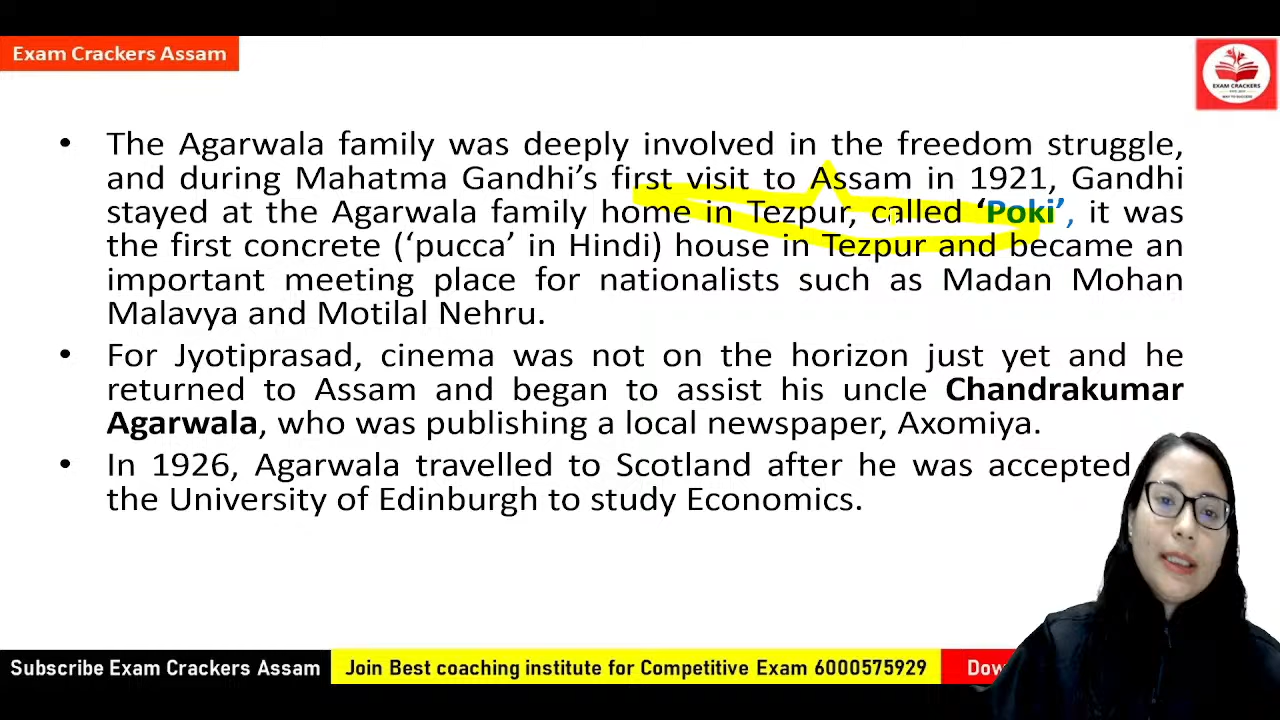 Exam Crackers Assam
EXAM CRACKERS
WAY TO SUCCESS
• The Agarwala family was deeply involved in the freedom struggle,
and during Mahatma Gandhi’s first visit to Assam in 1921, Gandhi
stayed at the Agarwala family home in Tezpur, called ‘Poki’, it was
the first concrete (‘pucca’ in Hindi) house in Tezpur and became an
important meeting place for nationalists such as Madan Mohan
Malavya and Motilal Nehru.
• For Jyotiprasad, cinema was not on the horizon just yet and he
returned to Assam and began to assist his uncle Chandrakumar
Agarwala, who was publishing a local newspaper, Axomiya.
• In 1926, Agarwala travelled to Scotland after he was accepted
the University of Edinburgh to study Economics.
Subscribe Exam Crackers Assam Join Best coaching institute for Competitive Exam 6000575929